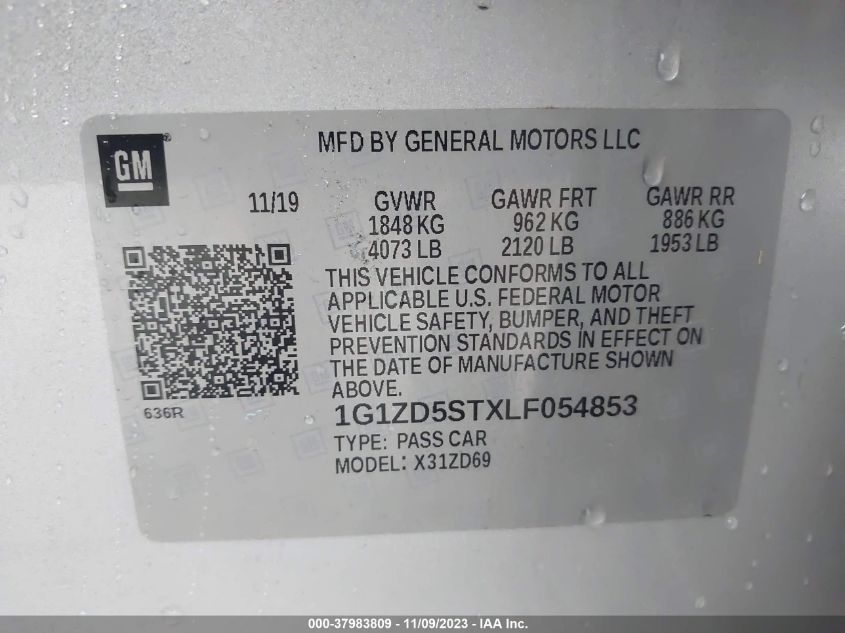 GM
MFD BY GENERAL MOTORS LLC
11/19 GVWR GAWR FRT GAWR RR
1848 KG 962 KG 886 KG
4073 LB 2120 LB 1953 LB
THIS VEHICLE CONFORMS TO ALL
APPLICABLE U.S. FEDERAL MOTOR
VEHICLE SAFETY, BUMPER, AND THEFT
PREVENTION STANDARDS IN EFFECT ON
THE DATE OF MANUFACTURE SHOWN
ABOVE.
636R
1G1ZD5STXLF054853
TYPE: PASS CAR
MODEL: X31ZD69
000-37983809 - 11/09/2023 - IAA Inc.